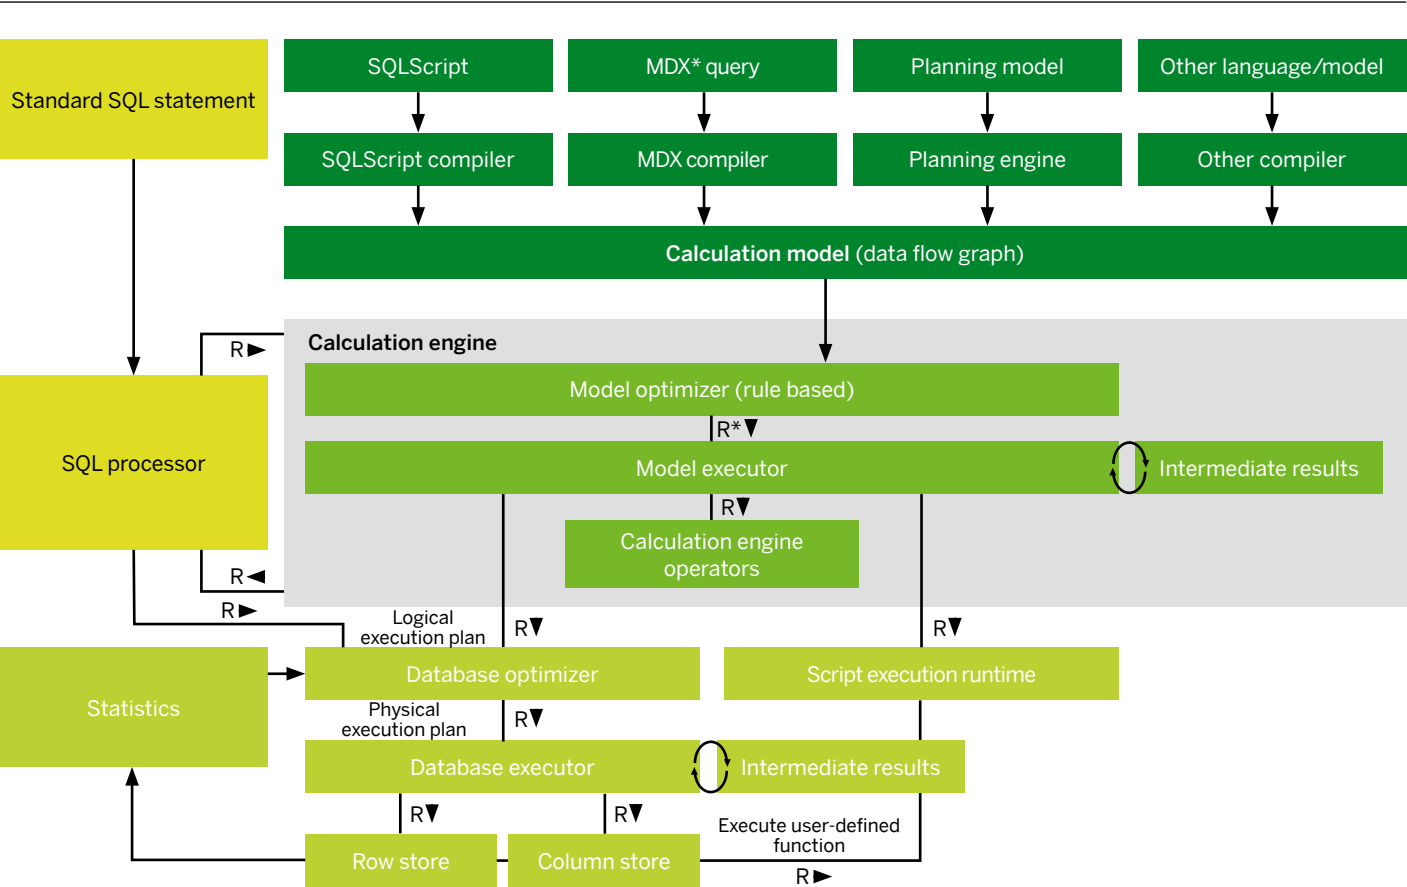 Standard SQL statement
SQLScript
MDX* query
Planning model
Other language/model
SQLScript compiler
MDX compiler
Planning engine
Other compiler
Calculation model (data flow graph)
Calculation engine
R
Model optimizer (rule based)
R*
SQL processor
Model executor
Intermediate results
R
Calculation engine
operators
R
R
Logical
execution plan
R
R
Statistics
Database optimizer
Script execution runtime
Physical
execution plan
R
Database executor
Intermediate results
R
R
Execute user-defined
function
Row store
Column store
R